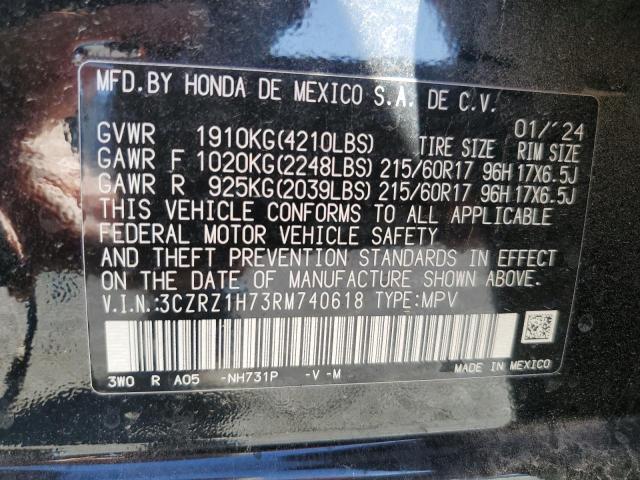 MFD.BY HONDA DE MEXICO S.A. DE C.V.
01/'24
GVWR 1910KG(4210LBS) TIRE SIZE RIM SIZE
GAWR F 1020KG(2248LBS) 215/60R17 96H 17X6.5J
GAWR R 925KG(2039LBS) 215/60R17 96H 17X6.5J
THIS VEHICLE CONFORMS TO ALL APPLICABLE
FEDERAL MOTOR VEHICLE SAFETY
AND THEFT PREVENTION STANDARDS IN EFFECT
ON THE DATE OF MANUFACTURE SHOWN ABOVE.
V.I.N.:3CZRZ1H73RM740618 TYPE:MPV
3W0 R A05 -NH731P -V-M
MADE IN MEXICO